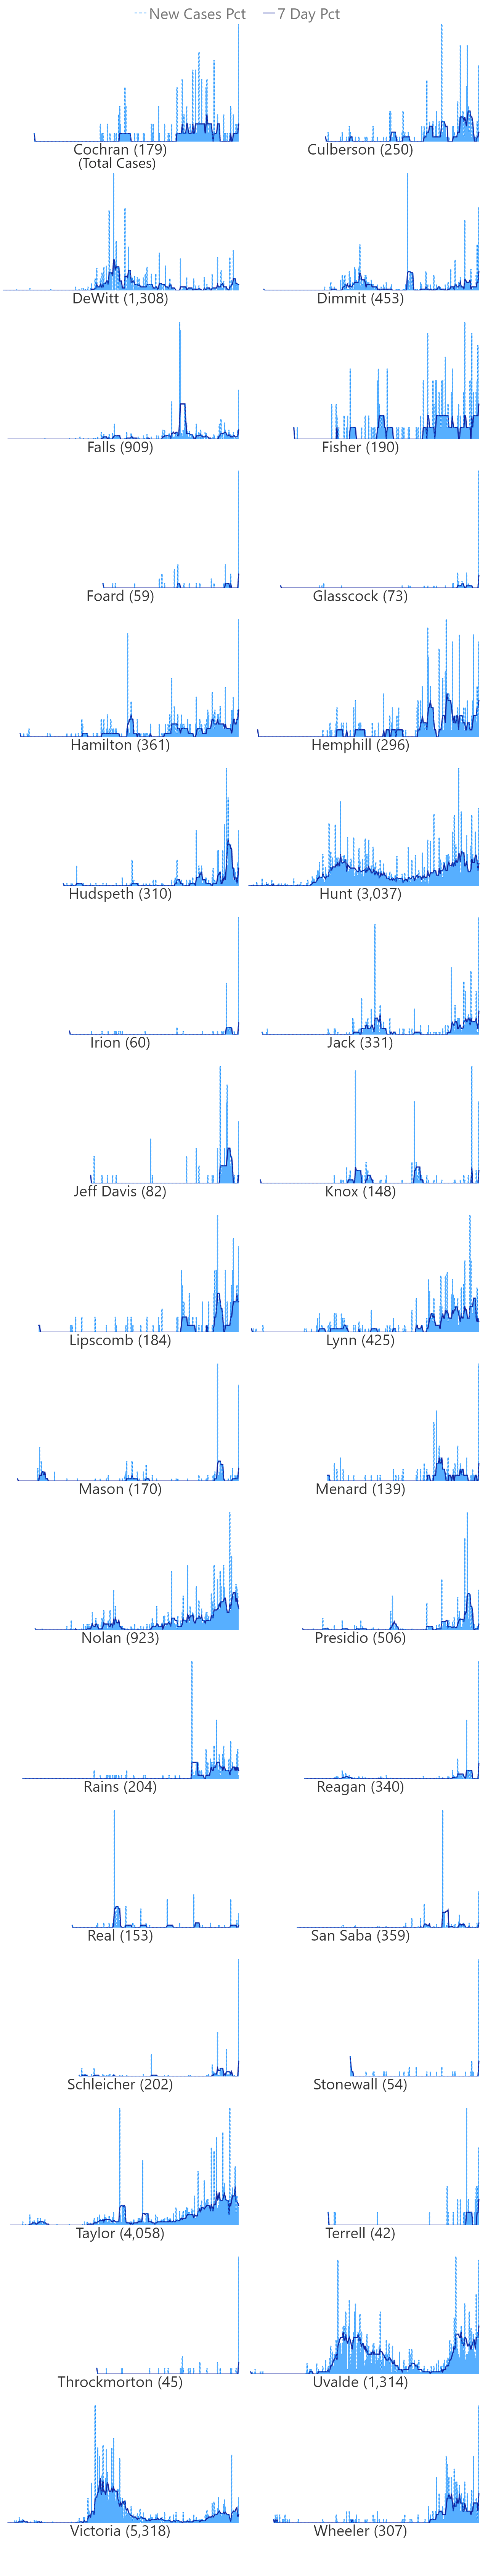 New Cases Pct 7 Day Pct
Cochran (179) Culberson (250)
(Total Cases)
DeWitt (1,308) Dimmit (453)
Falls (909) Fisher (190)
Foard (59) Glasscock (73)
Hamilton (361) Hemphill (296)
Hudspeth (310) Hunt (3,037)
Irion (60) Jack (331)
Jeff Davis (82) Knox (148)
Lipscomb (184) Lynn (425)
Mason (170) Menard (139)
Nolan (923) Presidio (506)
Rains (204) Reagan (340)
Real (153) San Saba (359)
Schleicher (202) Stonewall (54)
Taylor (4,058) Terrell (42)
Throckmorton (45) Uvalde (1,314)
Victoria (5,318) Wheeler (307)